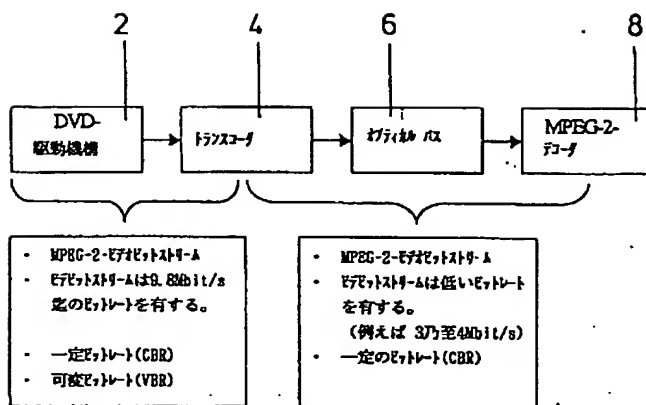 2
4
6
8
DVD-
駆動機構
トランスコーダ
オプティカル バス
MPEG-2-
デコーダ
・ MPEG-2-ビデオビットストリーム
・ ビデビットストリームは9.8Mbit/s
迄のビットレートを有する。
・ 一定ビットレート(CBR)
・ 可変ビットレート(VBR)
・ MPEG-2-ビデオビットストリーム
・ ビデビットストリームは低いビットレート
を有する。
(例えば 3乃至4Mbit/s)
・ 一定のビットレート(CBR)